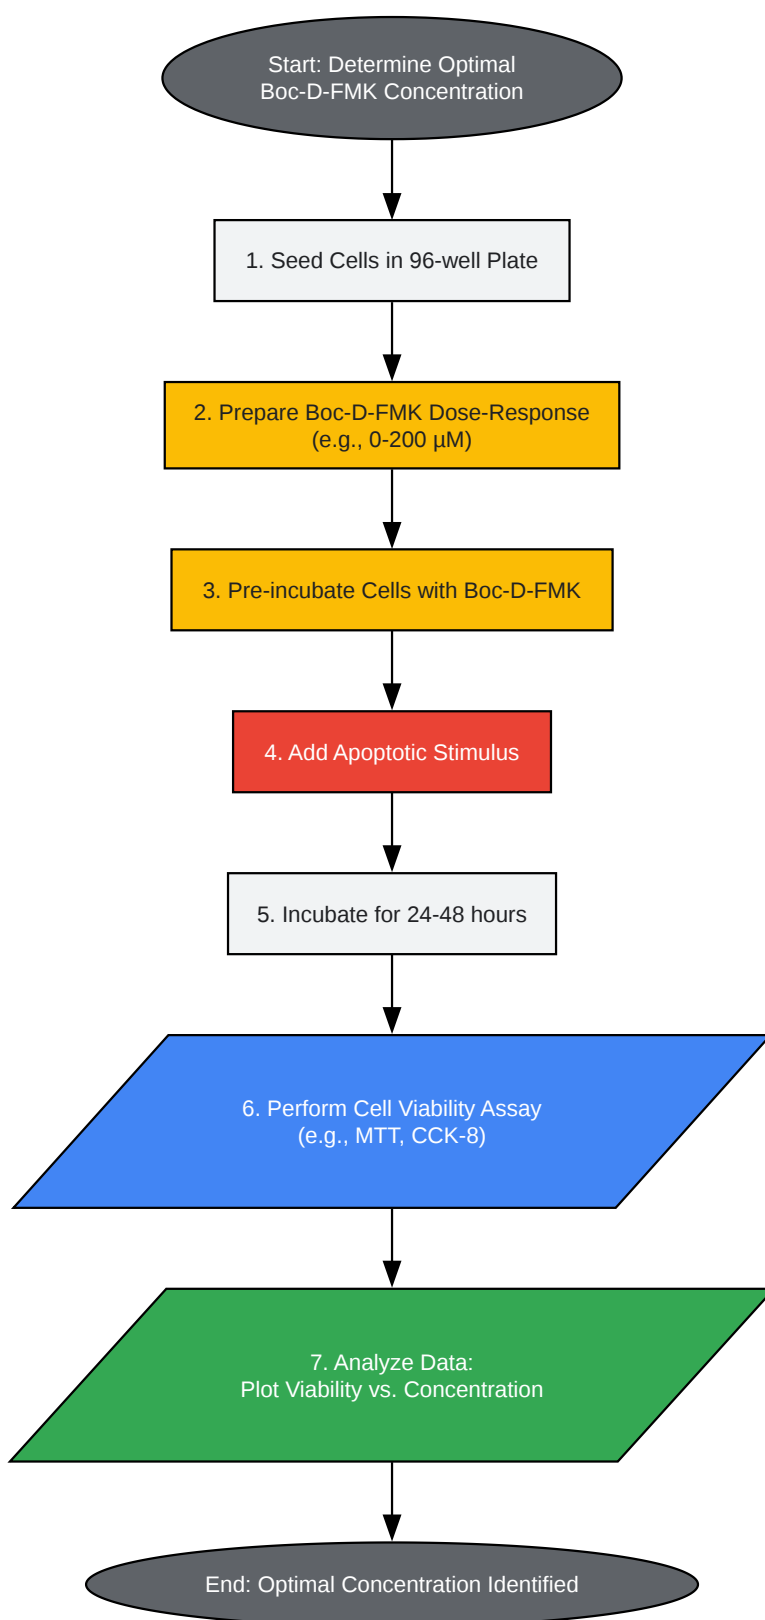 Start: Determine Optimal
Boc-D-FMK Concentration
1. Seed Cells in 96-well Plate
2. Prepare Boc-D-FMK Dose-Response
(e.g., 0-200 µM)
3. Pre-incubate Cells with Boc-D-FMK
4. Add Apoptotic Stimulus
5. Incubate for 24-48 hours
6. Perform Cell Viability Assay
(e.g., MTT, CCK-8)
7. Analyze Data:
Plot Viability vs. Concentration
End: Optimal Concentration Identified